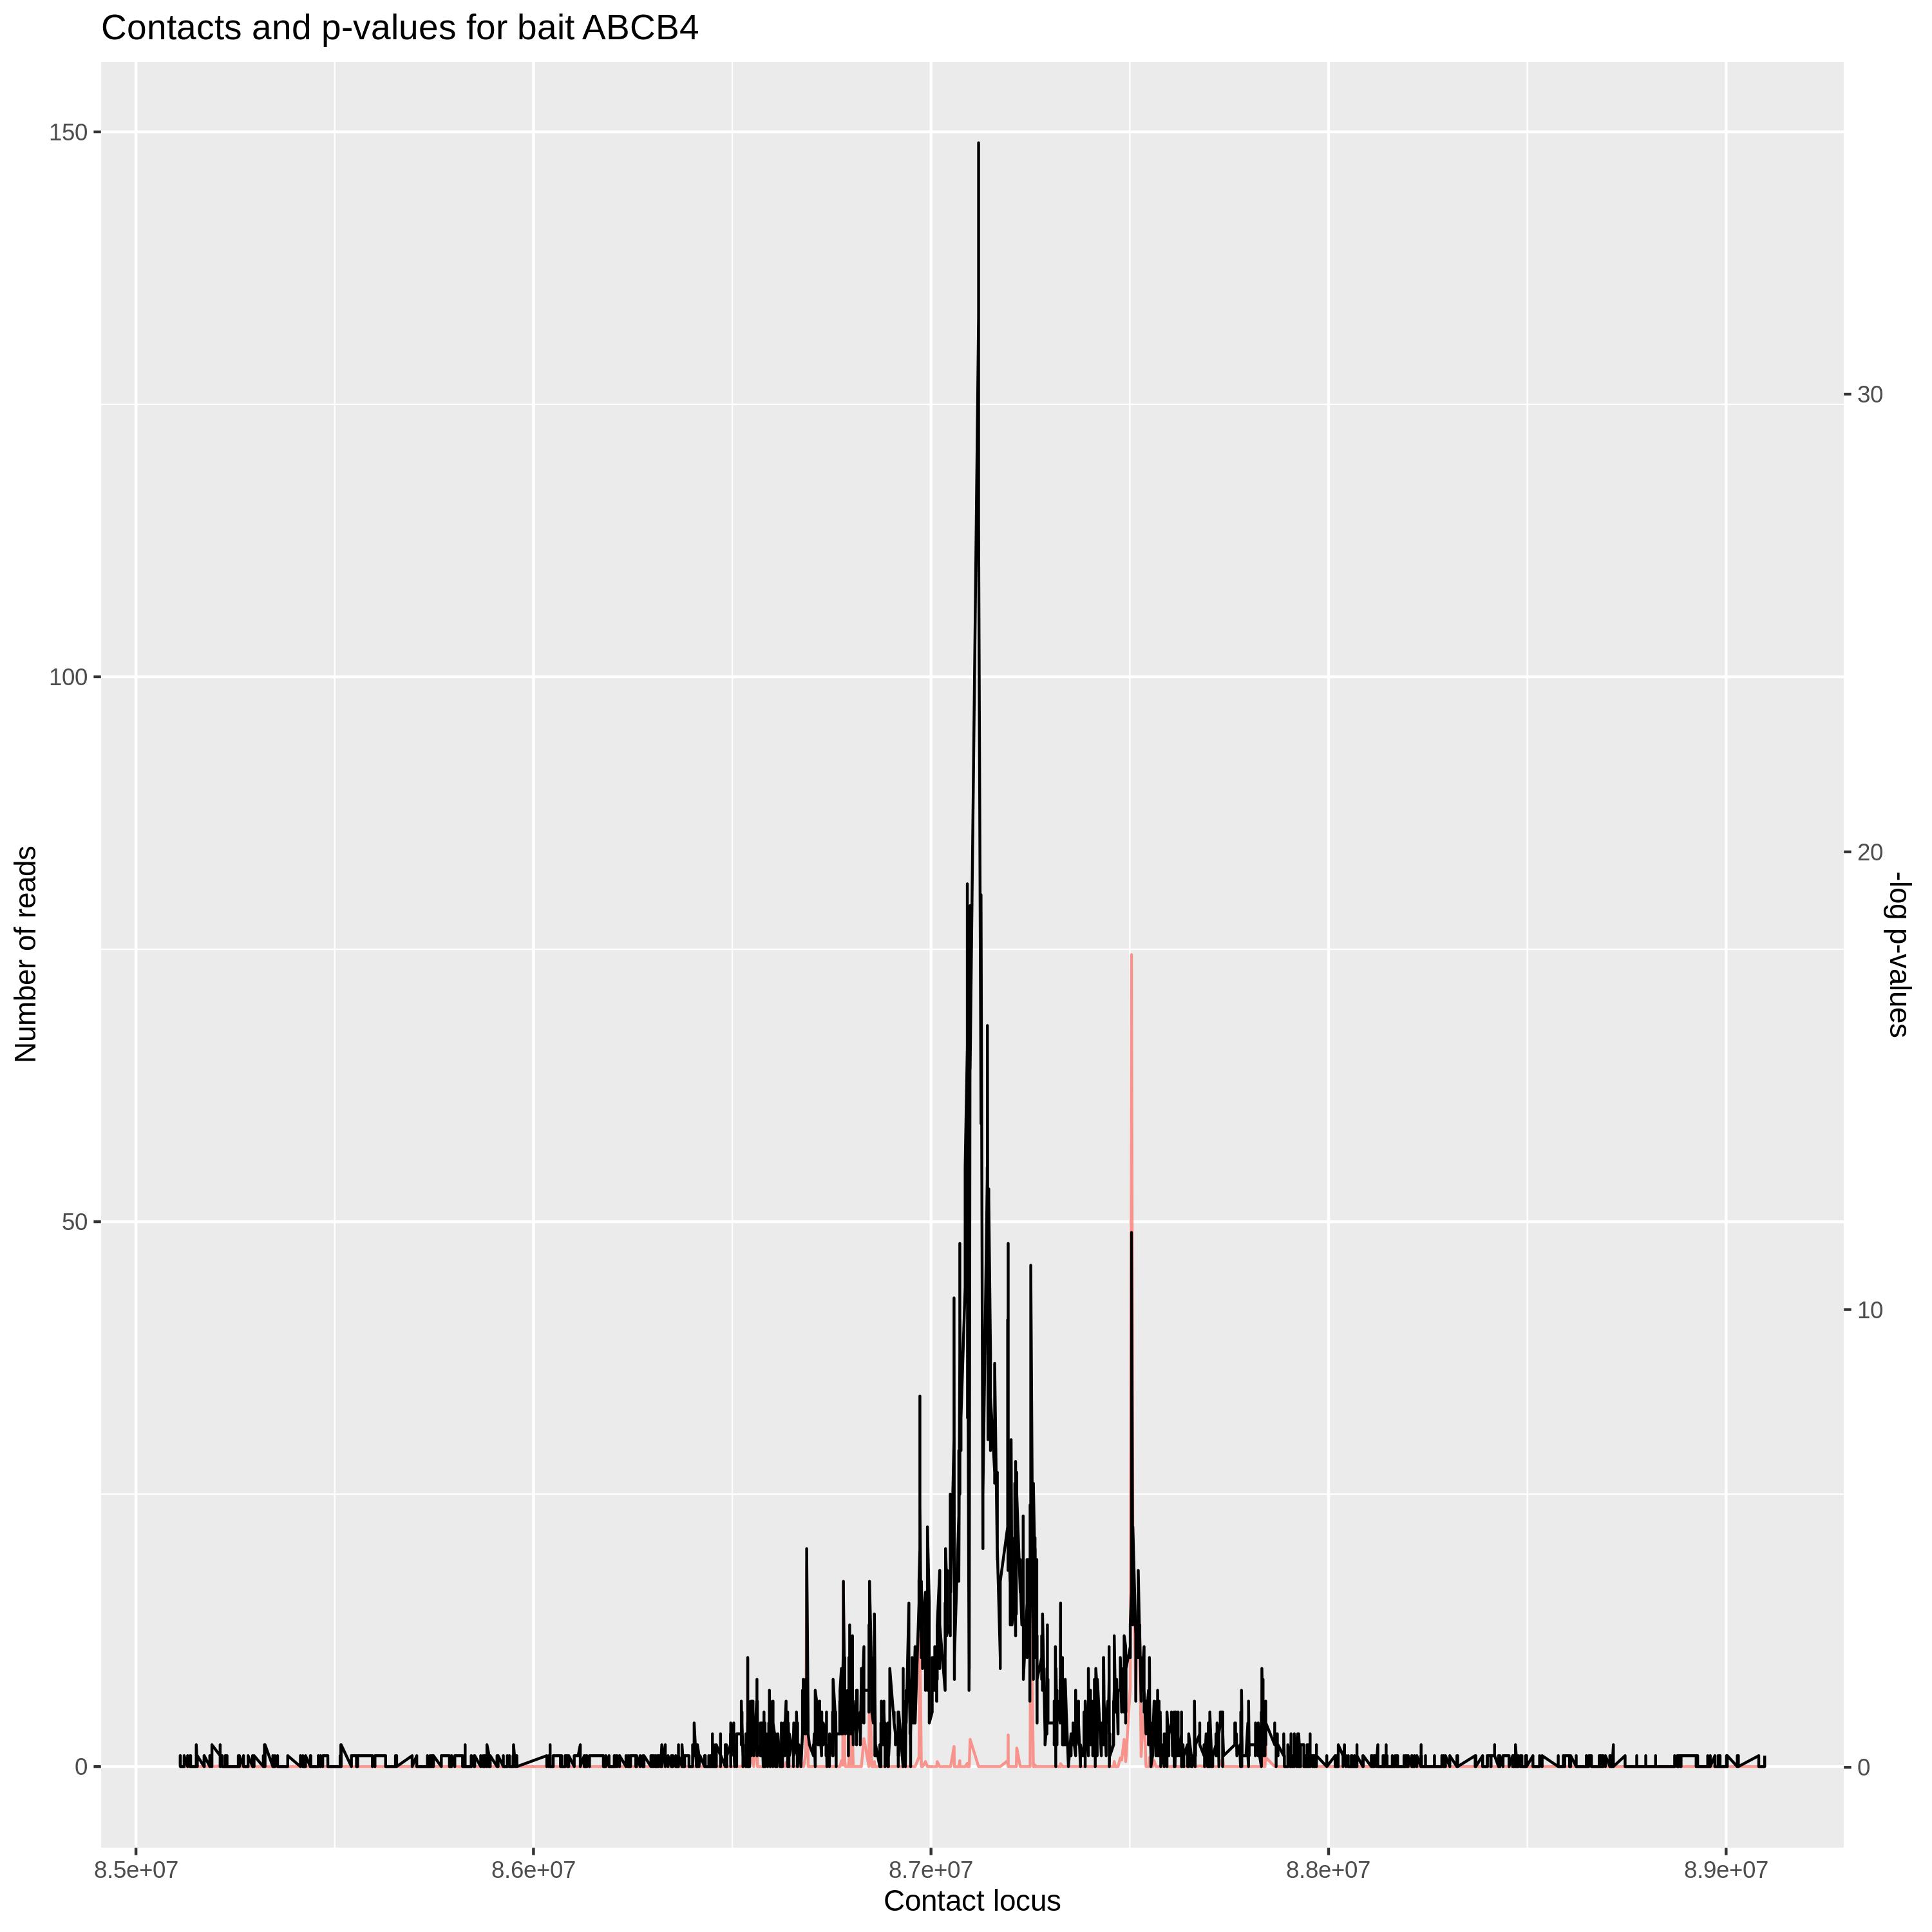 Contacts and p-values for bait ABCB4
150
100
50
0
Number of reads
30
20
10
0
-log p-values
8.5e+07
8.6e+07
8.7e+07
8.8e+07
8.9e+07
Contact locus